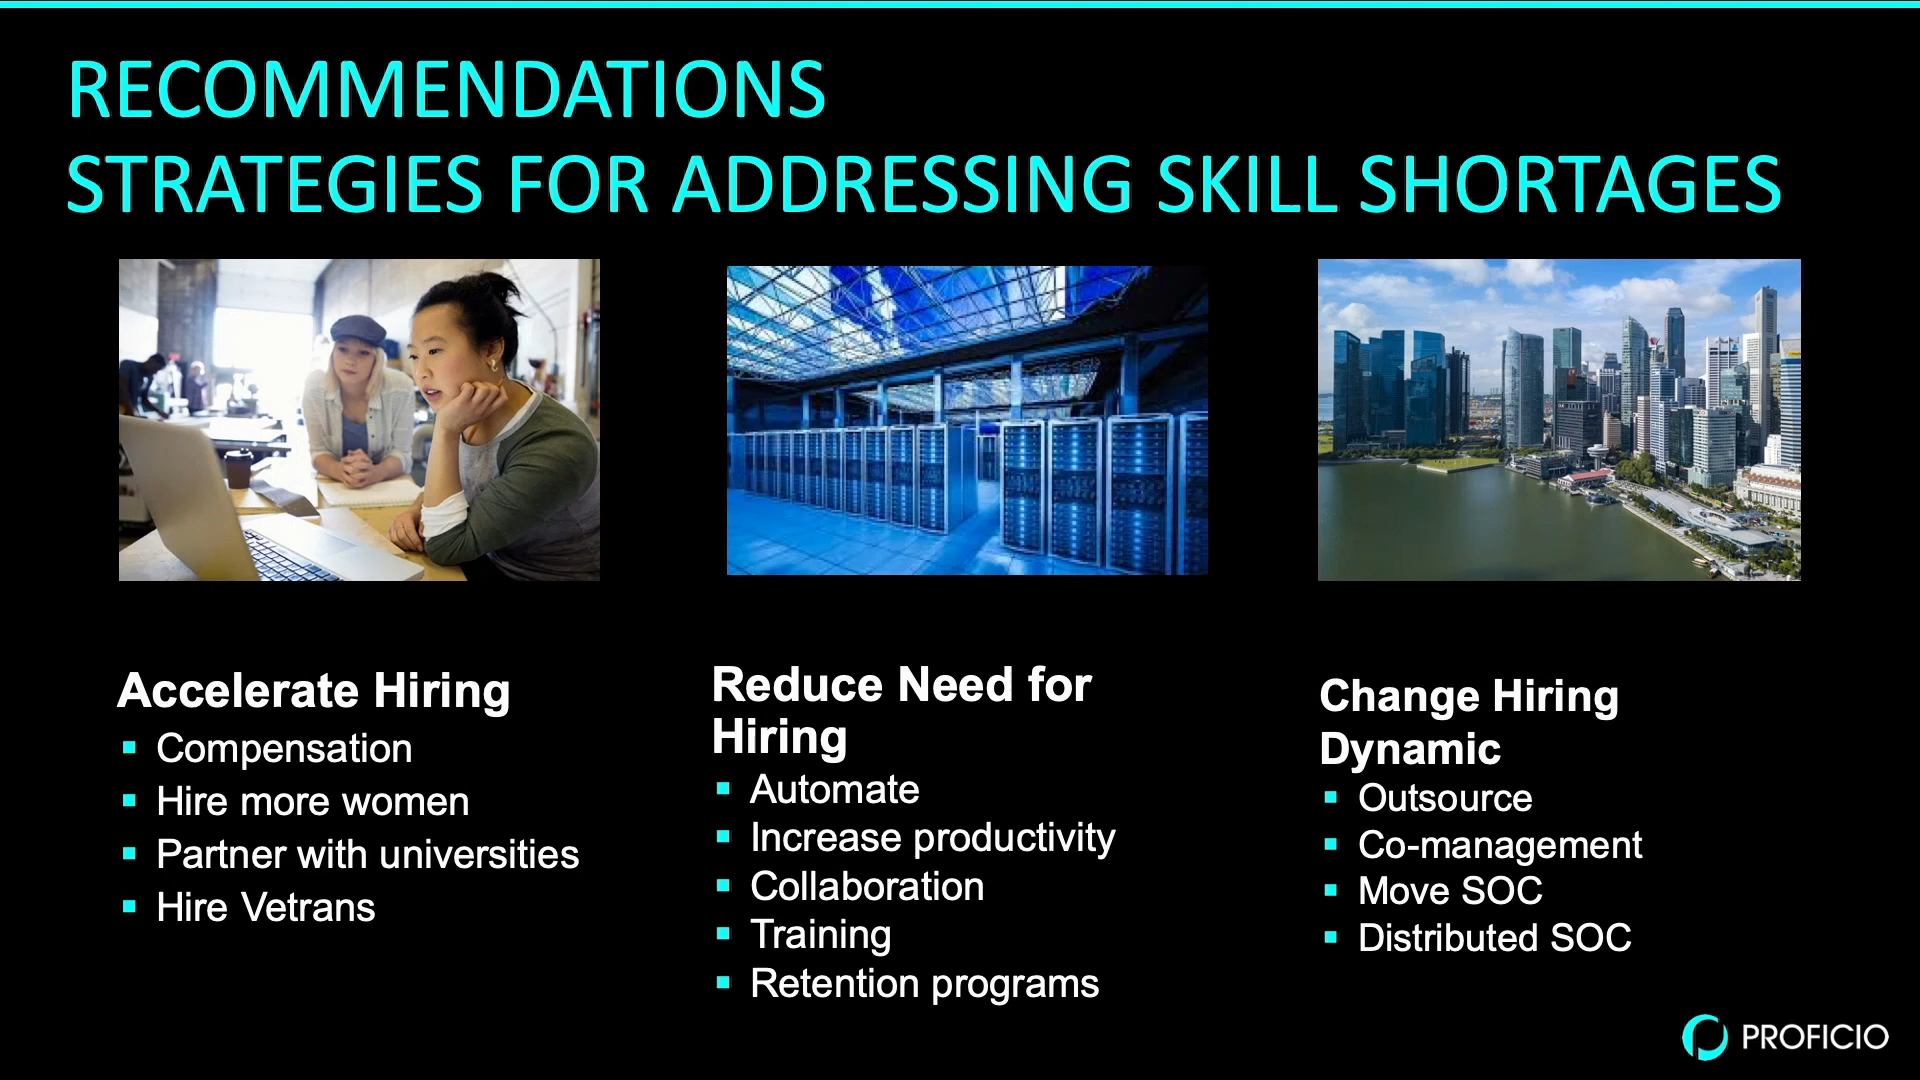 RECOMMENDATIONS
STRATEGIES FOR ADDRESSING SKILL SHORTAGES
Accelerate Hiring
▪ Compensation
▪ Hire more women
▪ Partner with universities
▪ Hire Vetrans
Reduce Need for
Hiring
▪ Automate
▪ Increase productivity
▪ Collaboration
▪ Training
▪ Retention programs
Change Hiring
Dynamic
▪ Outsource
▪ Co-management
▪ Move SOC
▪ Distributed SOC
PROFICIO